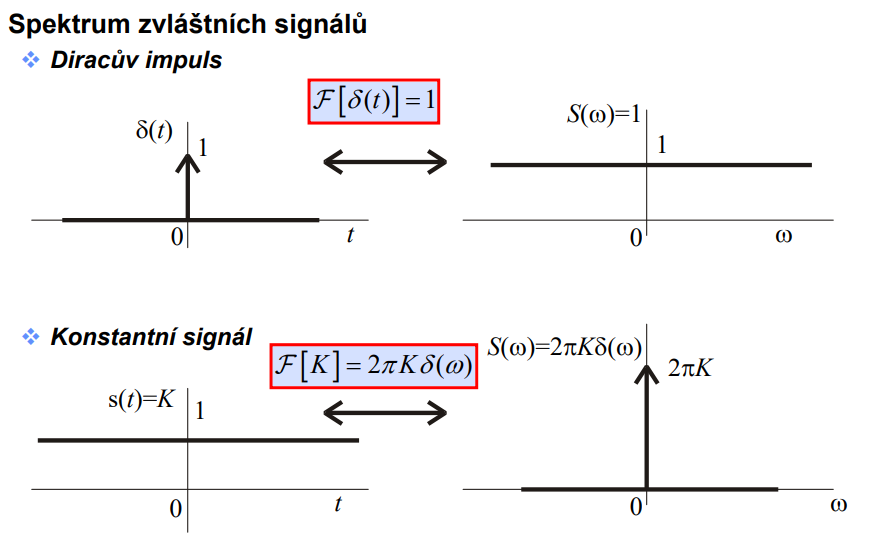 Spektrum zvláštních signálů
❖ Diracův impuls
ℱ[δ(t)]=1
δ(t)
1
0
t
S(ω)=1
1
0
ω
❖ Konstantní signál
ℱ[K]=2πKδ(ω)
s(t)=K
1
0
t
S(ω)=2πKδ(ω)
2πK
0
ω